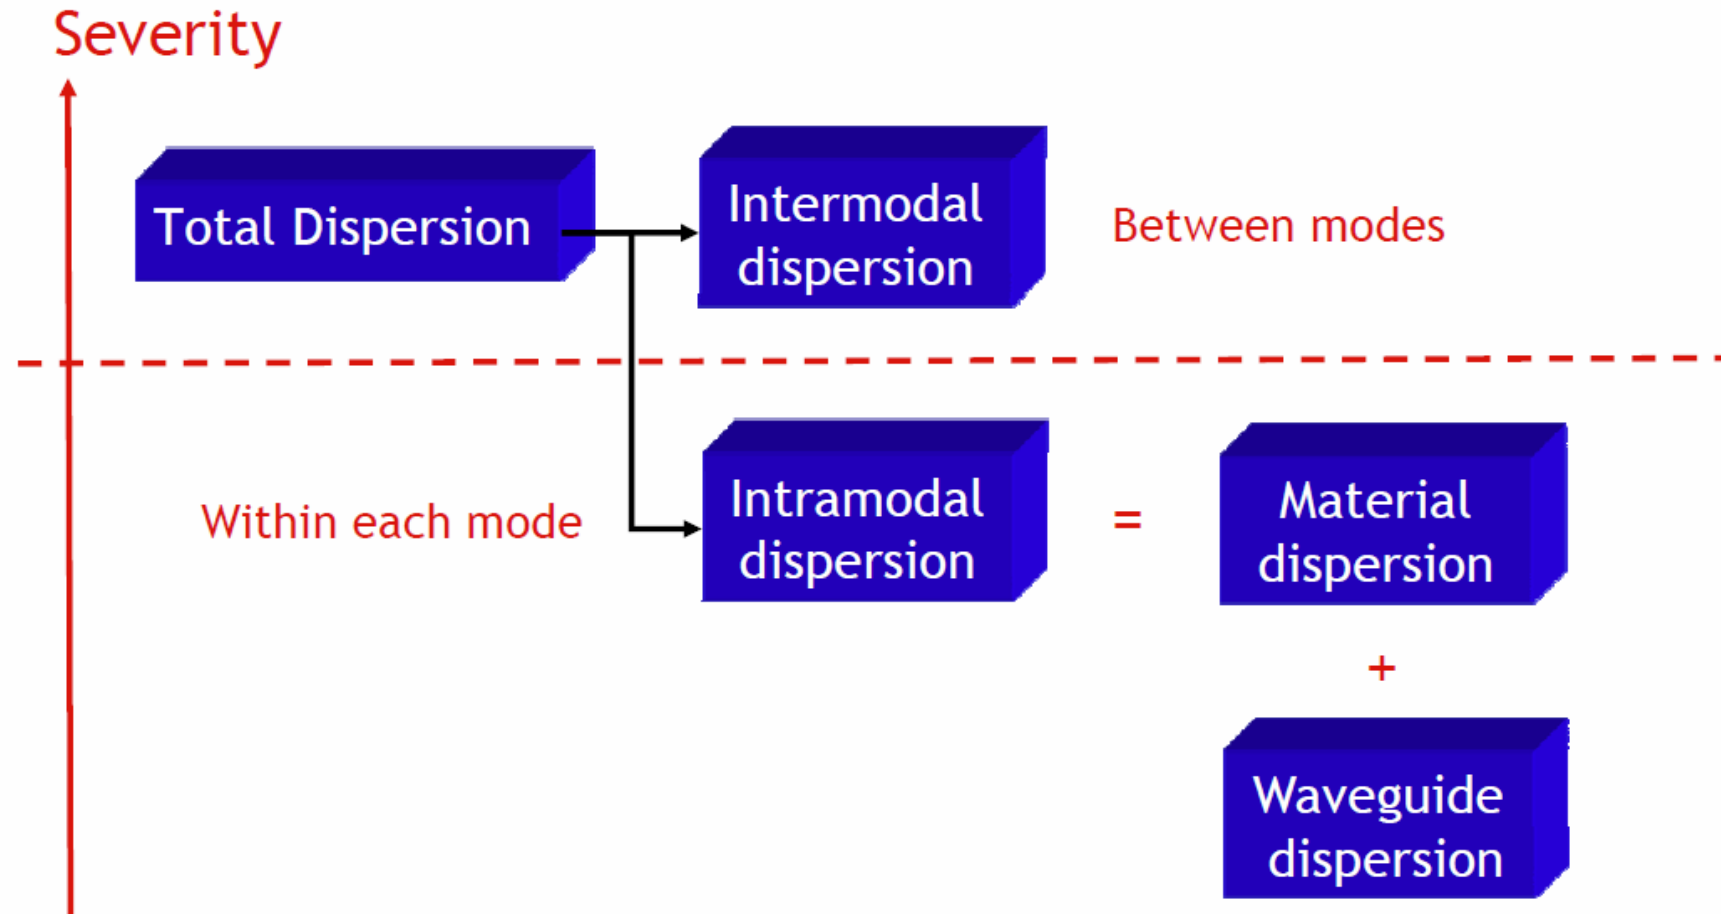 Severity
Total Dispersion
Intermodal
dispersion
Between modes
Within each mode
Intramodal
dispersion
=
Material
dispersion
+
Waveguide
dispersion